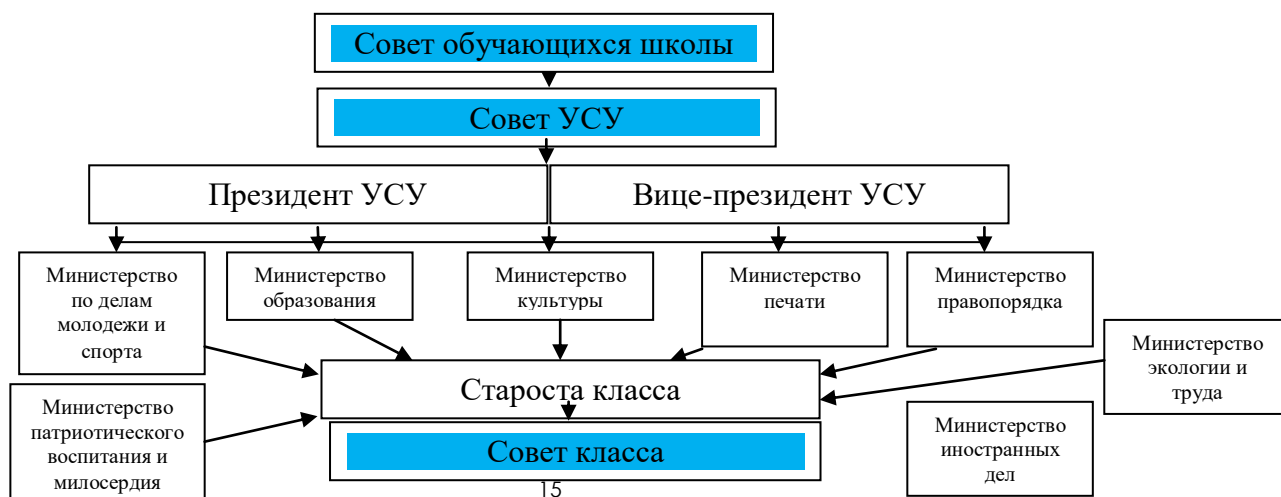 Совет обучающихся школы
Совет УСУ
Президент УСУ
Вице-президент УСУ
Министерство
по делам
молодежи и
спорта
Министерство
образования
Министерство
культуры
Министерство
печати
Министерство
правопорядка
Министерство
экологии и
труда
Староста класса
Министерство
патриотического
воспитания и
милосердия
Министерство
иностранных
дел
Совет класса
15